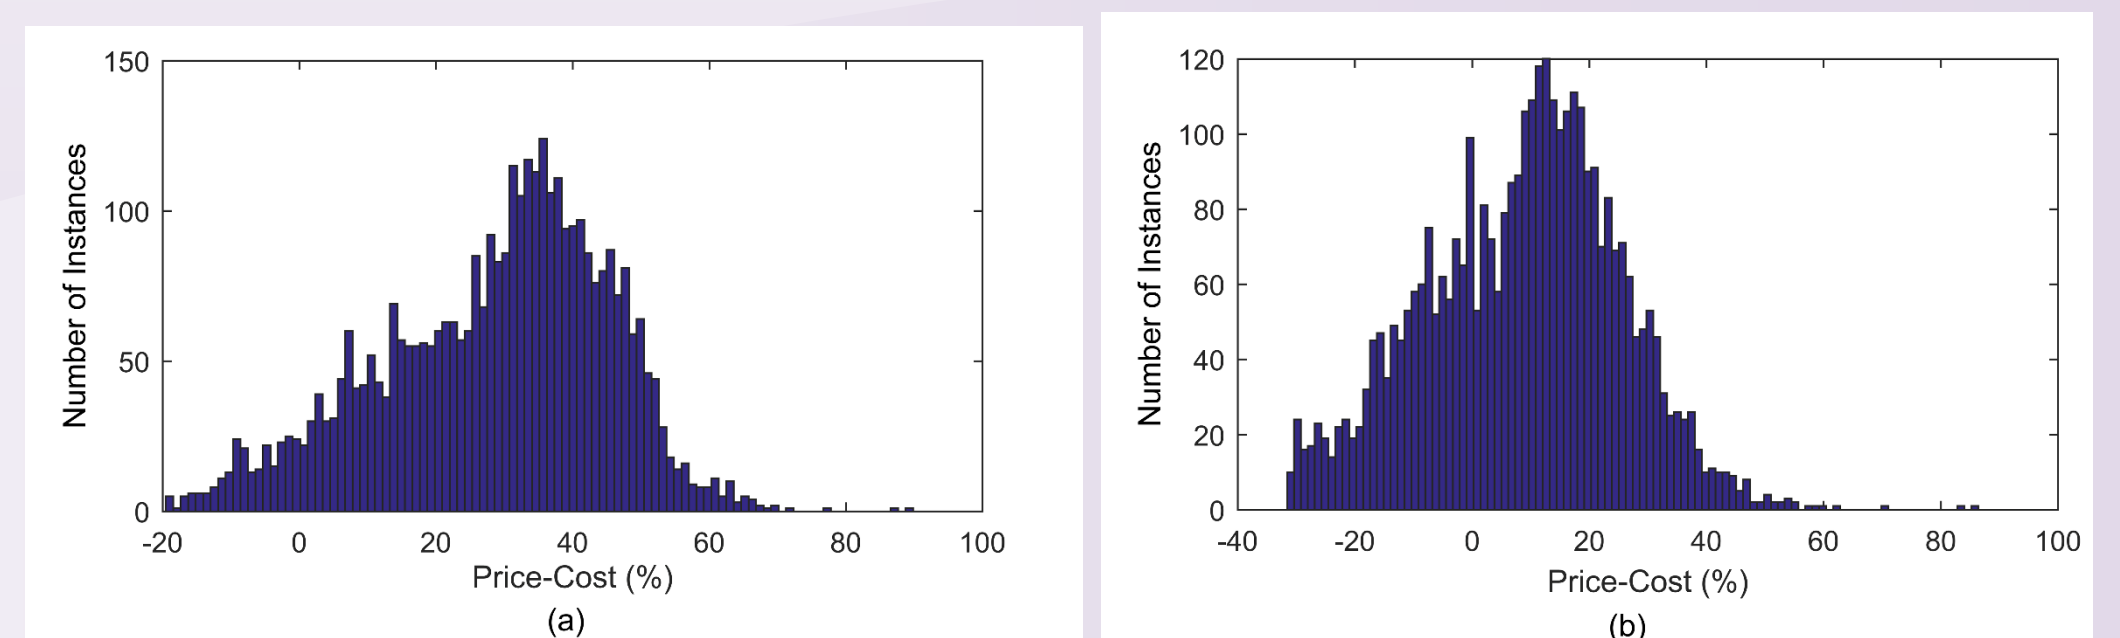 150
100
50
0
-20 0 20 40 60 80 100
Number of Instances
Price-Cost (%)
(a)
120
100
80
60
40
20
0
-40 -20 0 20 40 60 80 100
Number of Instances
Price-Cost (%)
(b)